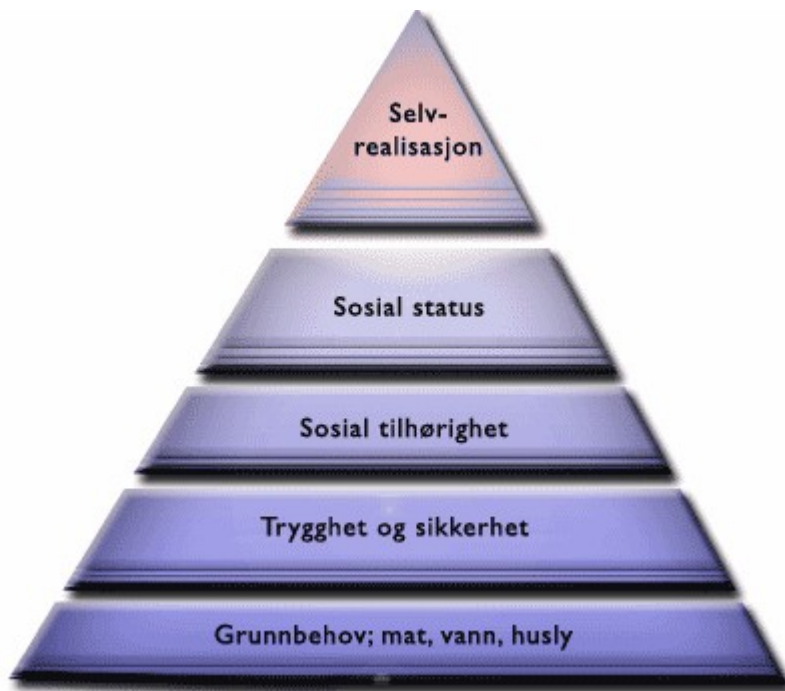 Selv-
realisasjon
Sosial status
Sosial tilhørighet
Trygghet og sikkerhet
Grunnbehov; mat, vann, husly